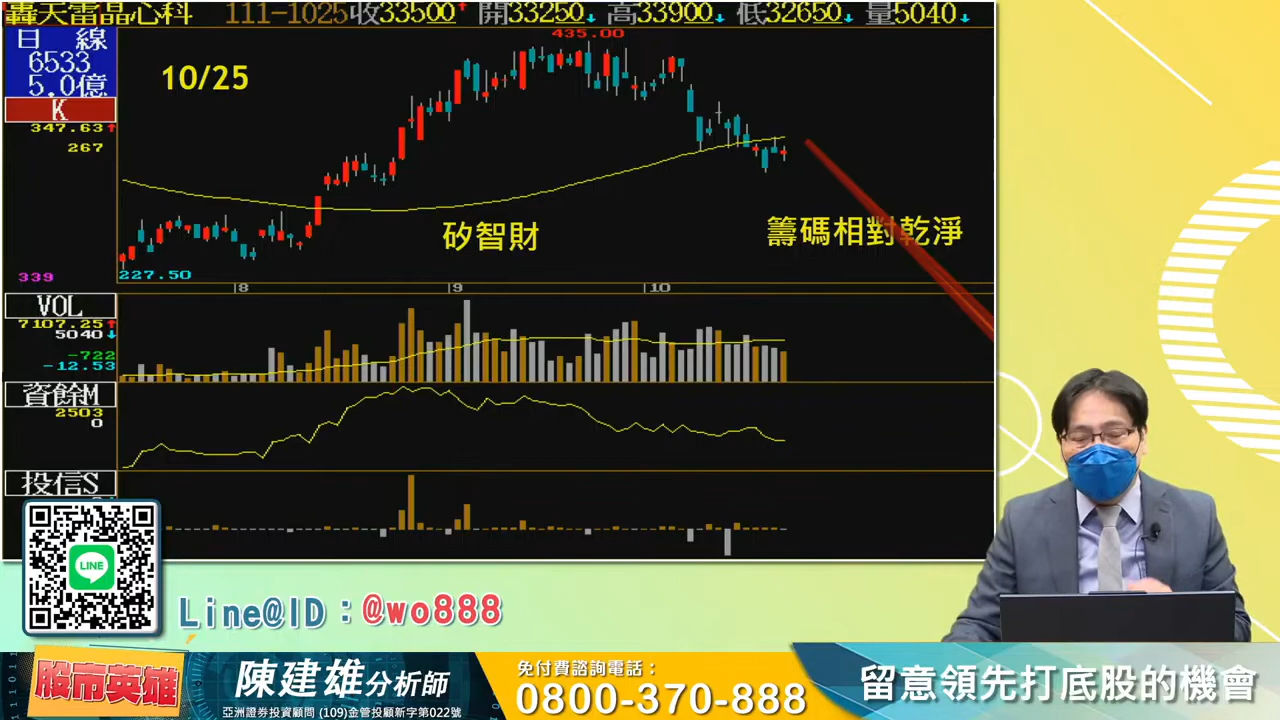 轟天雷晶心科 111-1025收33500↑ 開33250↓ 高33900↓ 低32650↓ 量5040↓
日 線
6533
5.0億
K
347.63↑
267
339
10/25
435.00
矽智財
籌碼相對乾淨
227.50
8 9 10
VOL
7107.25↑
5040↓
-722
-12.53
資餘M
2503
0
投信S
LINE
Line@ID：@wo888
股市英雄
陳建雄分析師
亞洲證券投資顧問 (109)金管投顧新字第022號
免付費諮詢電話：
0800-370-888
留意領先打底股的機會